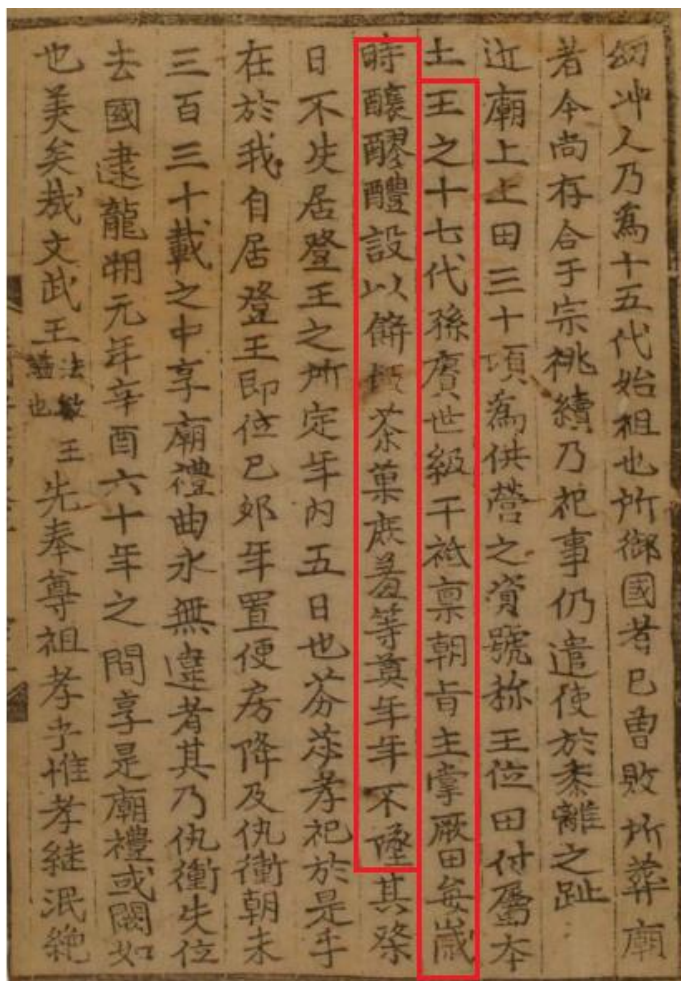 幼冲人乃爲十五代始祖也所御國者已曽敗所葬廟
者今尚存合于宗祧續乃祀事仍遣使於黍離之趾
近廟上上田三十頃爲供營之資號称王位田付屬本
土王之十七代孫賡世級干祗禀朝旨主掌厥田每歲
時釀醪醴設以餠飯茶菓庶羞等奠年年不墜其祭
日不失居登王之所定年內五日也芬苾孝祀於是乎
在於我自居登王即位己卯年置便房降及仇衝朝末
三百三十載之中享廟禮曲永無違者其乃仇衝失位
去國逮龍朔元年辛酉六十年之間享是廟禮或闕如
也美矣哉文武王法敏謚也王先奉尊祖孝乎惟孝継泯絶